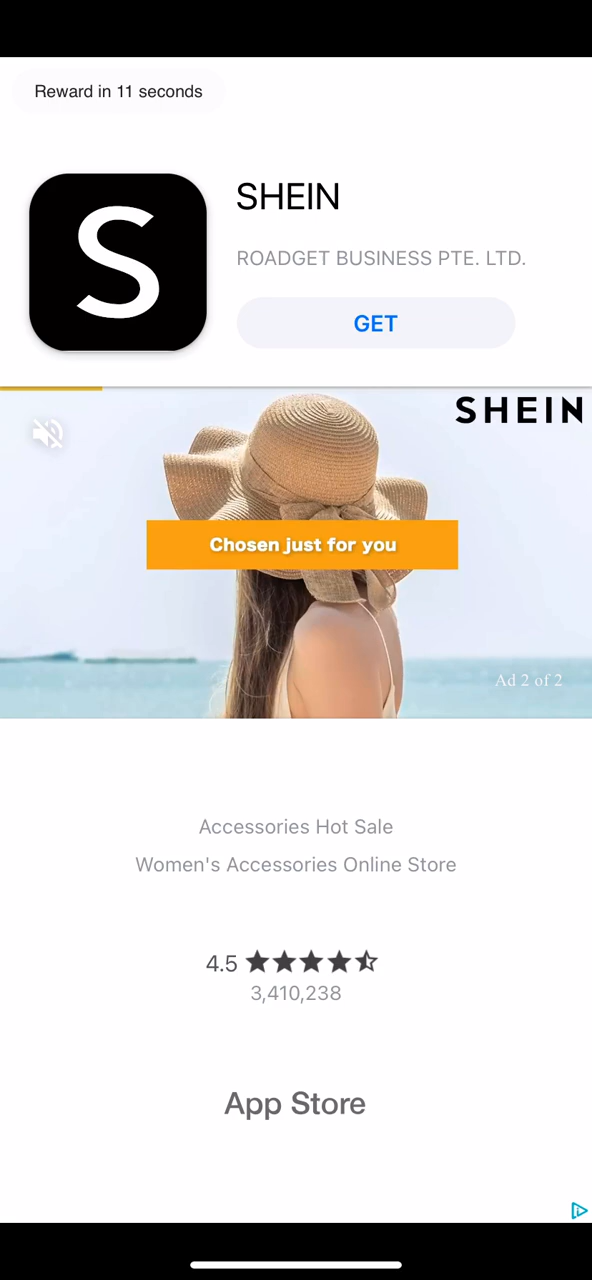 Reward in 11 seconds
S
SHEIN
ROADGET BUSINESS PTE. LTD.
GET
SHEIN
Chosen just for you
Ad 2 of 2
Accessories Hot Sale
Women's Accessories Online Store
4.5
3,410,238
App Store